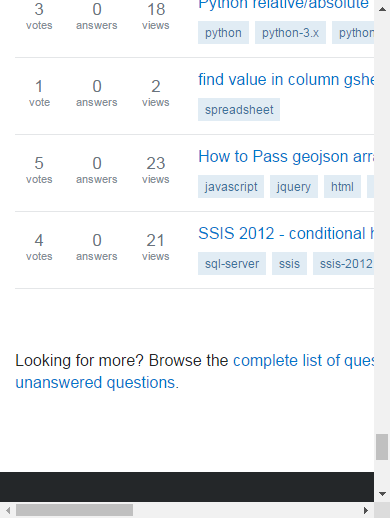 Python relative/absolute
3 0 18
votes answers views
python python-3.x python
find value in column gshe
1 0 2
vote answers views
spreadsheet
How to Pass geojson arra
5 0 23
votes answers views
javascript jquery html
SSIS 2012 - conditional h
4 0 21
votes answers views
sql-server ssis ssis-2012
Looking for more? Browse the complete list of ques
unanswered questions.